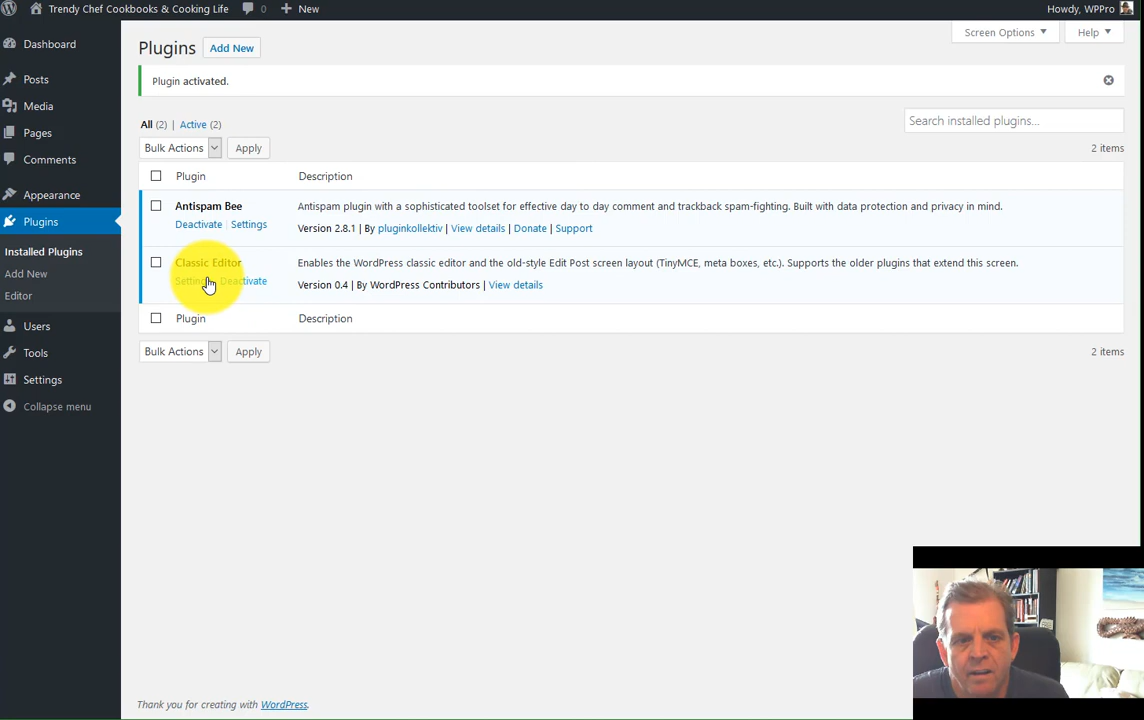 Trendy Chef Cookbooks & Cooking Life 0 New Howdy, WPPro
Screen Options Help
Dashboard
Posts
Media
Pages
Comments
Appearance
Plugins
Installed Plugins
Add New
Editor
Users
Tools
Settings
Collapse menu
Plugins Add New
Plugin activated.
All (2) | Active (2)
Search installed plugins...
Bulk Actions Apply 2 items
Plugin Description
Antispam Bee Antispam plugin with a sophisticated toolset for effective day to day comment and trackback spam-fighting. Built with data protection and privacy in mind.
Deactivate | Settings Version 2.8.1 | By pluginkollektiv | View details | Donate | Support
Classic Editor Enables the WordPress classic editor and the old-style Edit Post screen layout (TinyMCE, meta boxes, etc.). Supports the older plugins that extend this screen.
Settings Deactivate Version 0.4 | By WordPress Contributors | View details
Plugin Description
Bulk Actions Apply 2 items
Thank you for creating with WordPress.